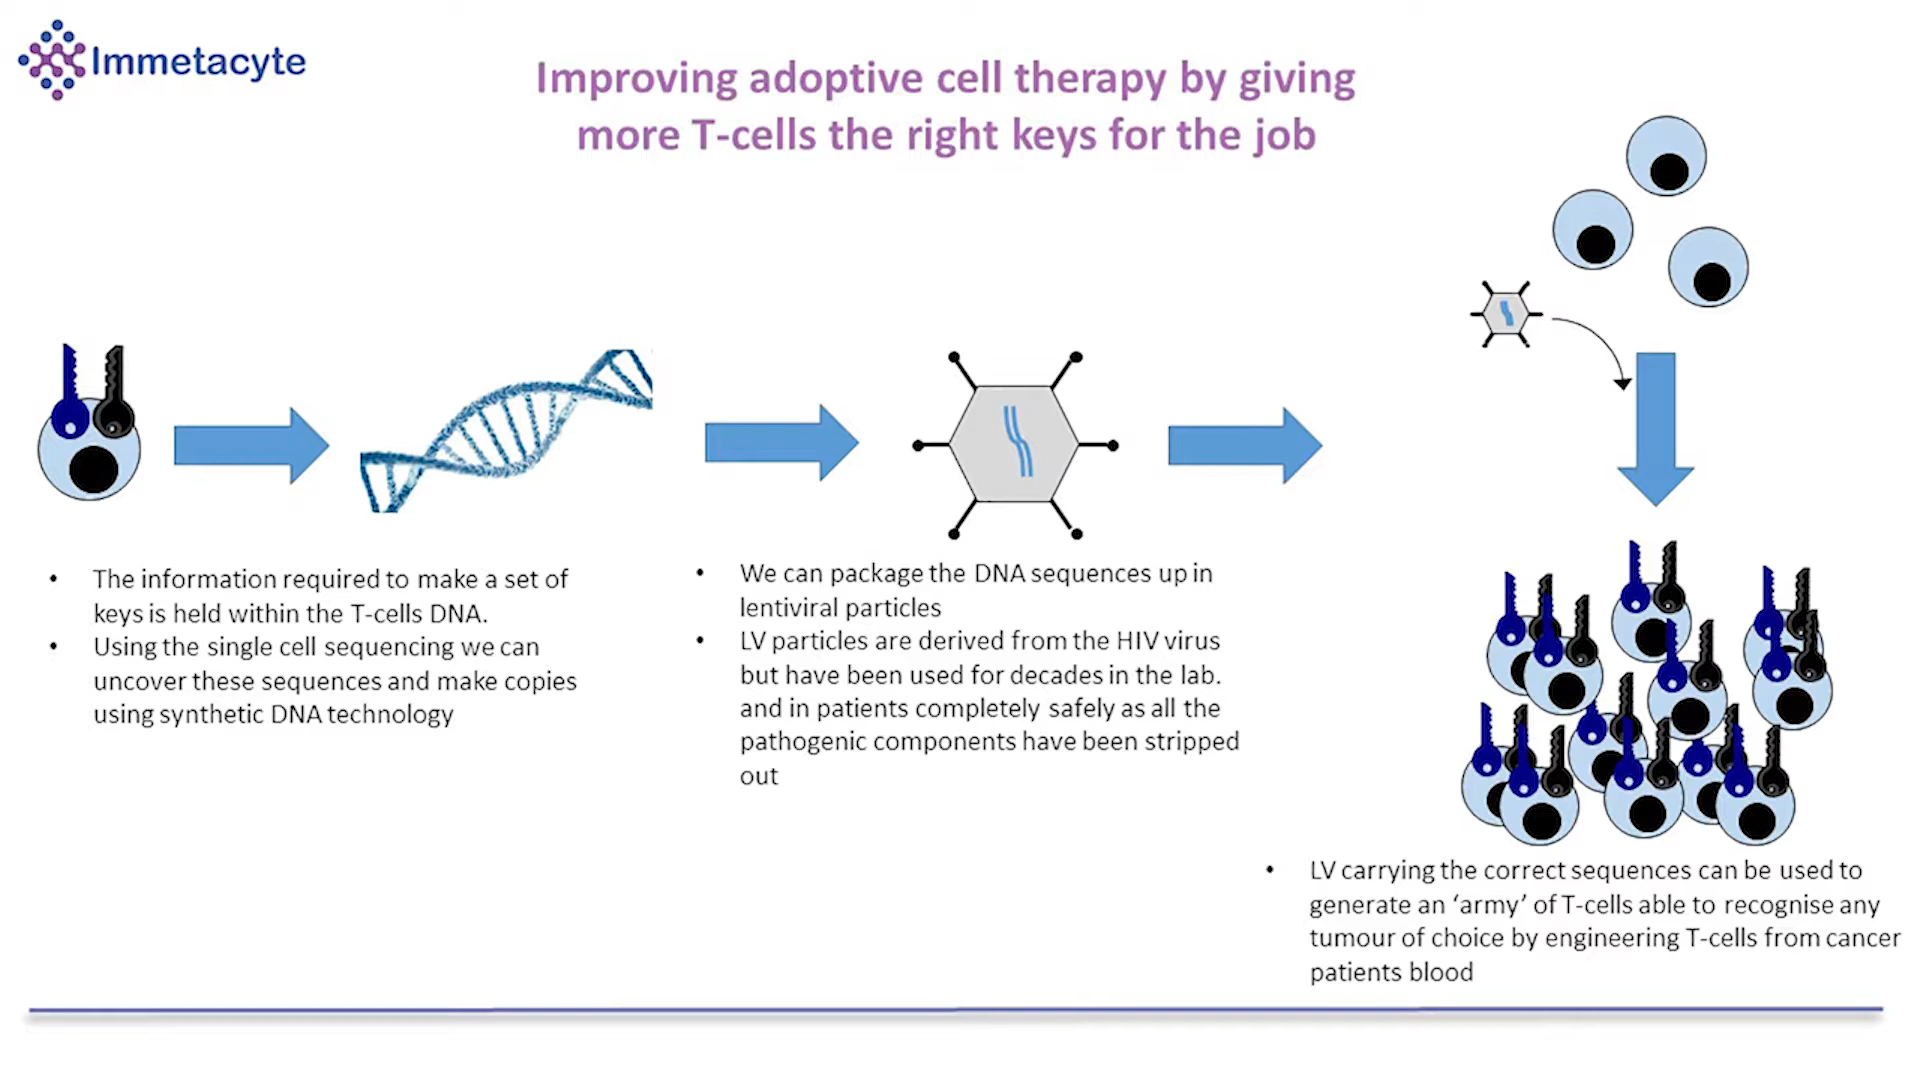 Immetacyte
Improving adoptive cell therapy by giving
more T-cells the right keys for the job
• The information required to make a set of
keys is held within the T-cells DNA.
• Using the single cell sequencing we can
uncover these sequences and make copies
using synthetic DNA technology
• We can package the DNA sequences up in
lentiviral particles
• LV particles are derived from the HIV virus
but have been used for decades in the lab.
and in patients completely safely as all the
pathogenic components have been stripped
out
• LV carrying the correct sequences can be used to
generate an ‘army’ of T-cells able to recognise any
tumour of choice by engineering T-cells from cancer
patients blood